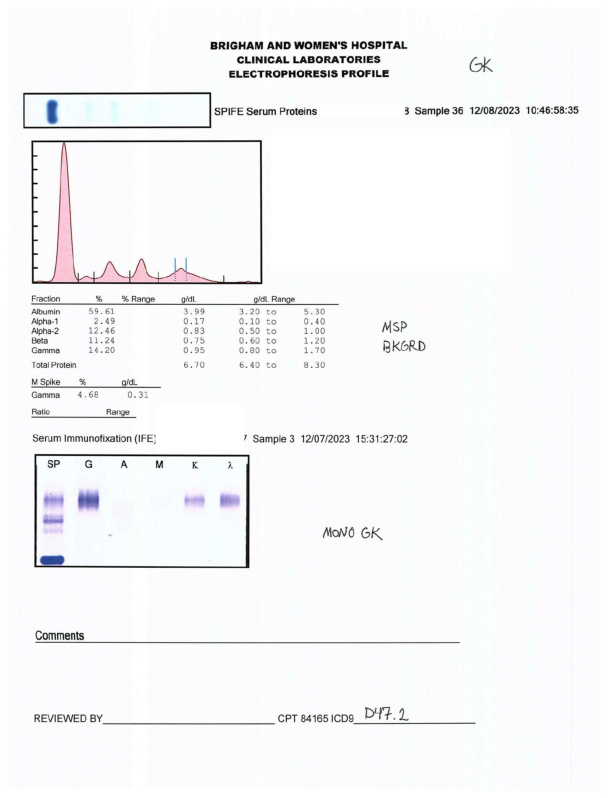 BRIGHAM AND WOMEN'S HOSPITAL
CLINICAL LABORATORIES
ELECTROPHORESIS PROFILE
GK
SPIFE Serum Proteins 8 Sample 36 12/08/2023 10:46:58:35
Fraction % % Range g/dL g/dL Range
Albumin 59.61 3.99 3.20 to 5.30
Alpha-1 2.49 0.17 0.10 to 0.40
Alpha-2 12.46 0.83 0.50 to 1.00
Beta 11.24 0.75 0.60 to 1.20
Gamma 14.20 0.95 0.80 to 1.70
Total Protein 6.70 6.40 to 8.30
MSP
BKGRD
M Spike % g/dL
Gamma 4.68 0.31
Ratio Range
Serum Immunofixation (IFE) 7 Sample 3 12/07/2023 15:31:27:02
SP G A M K λ
MONO GK
Comments
REVIEWED BY CPT 84165 ICD9 D47.2